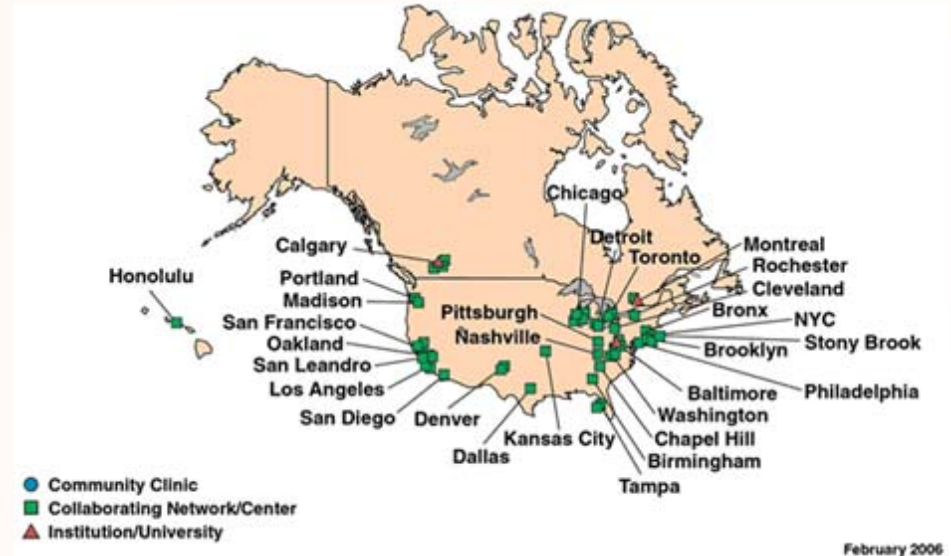 Chicago
Detroit
Montreal
Calgary
Toronto
Rochester
Honolulu
Portland
Cleveland
Madison
Pittsburgh
Bronx
San Francisco
NYC
Nashville
Oakland
Stony Brook
Brooklyn
San Leandro
Los Angeles
Baltimore
Philadelphia
San Diego
Denver
Washington
Kansas City
Chapel Hill
Dallas
Birmingham
Tampa
Community Clinic
Collaborating Network/Center
Institution/University
February 2006